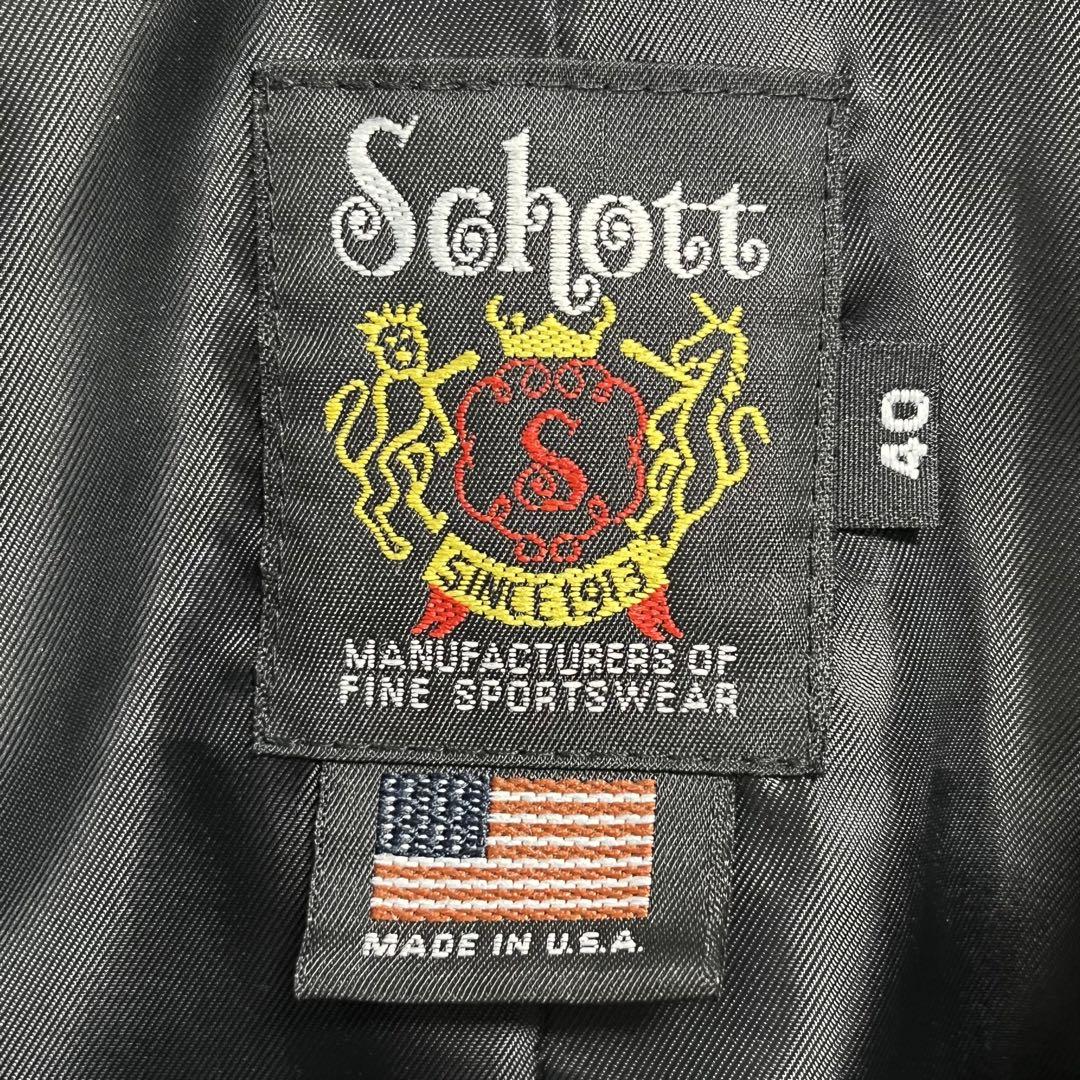 Schott
S
SINCE 1913
MANUFACTURERS OF
FINE SPORTSWEAR
40
MADE IN U.S.A.